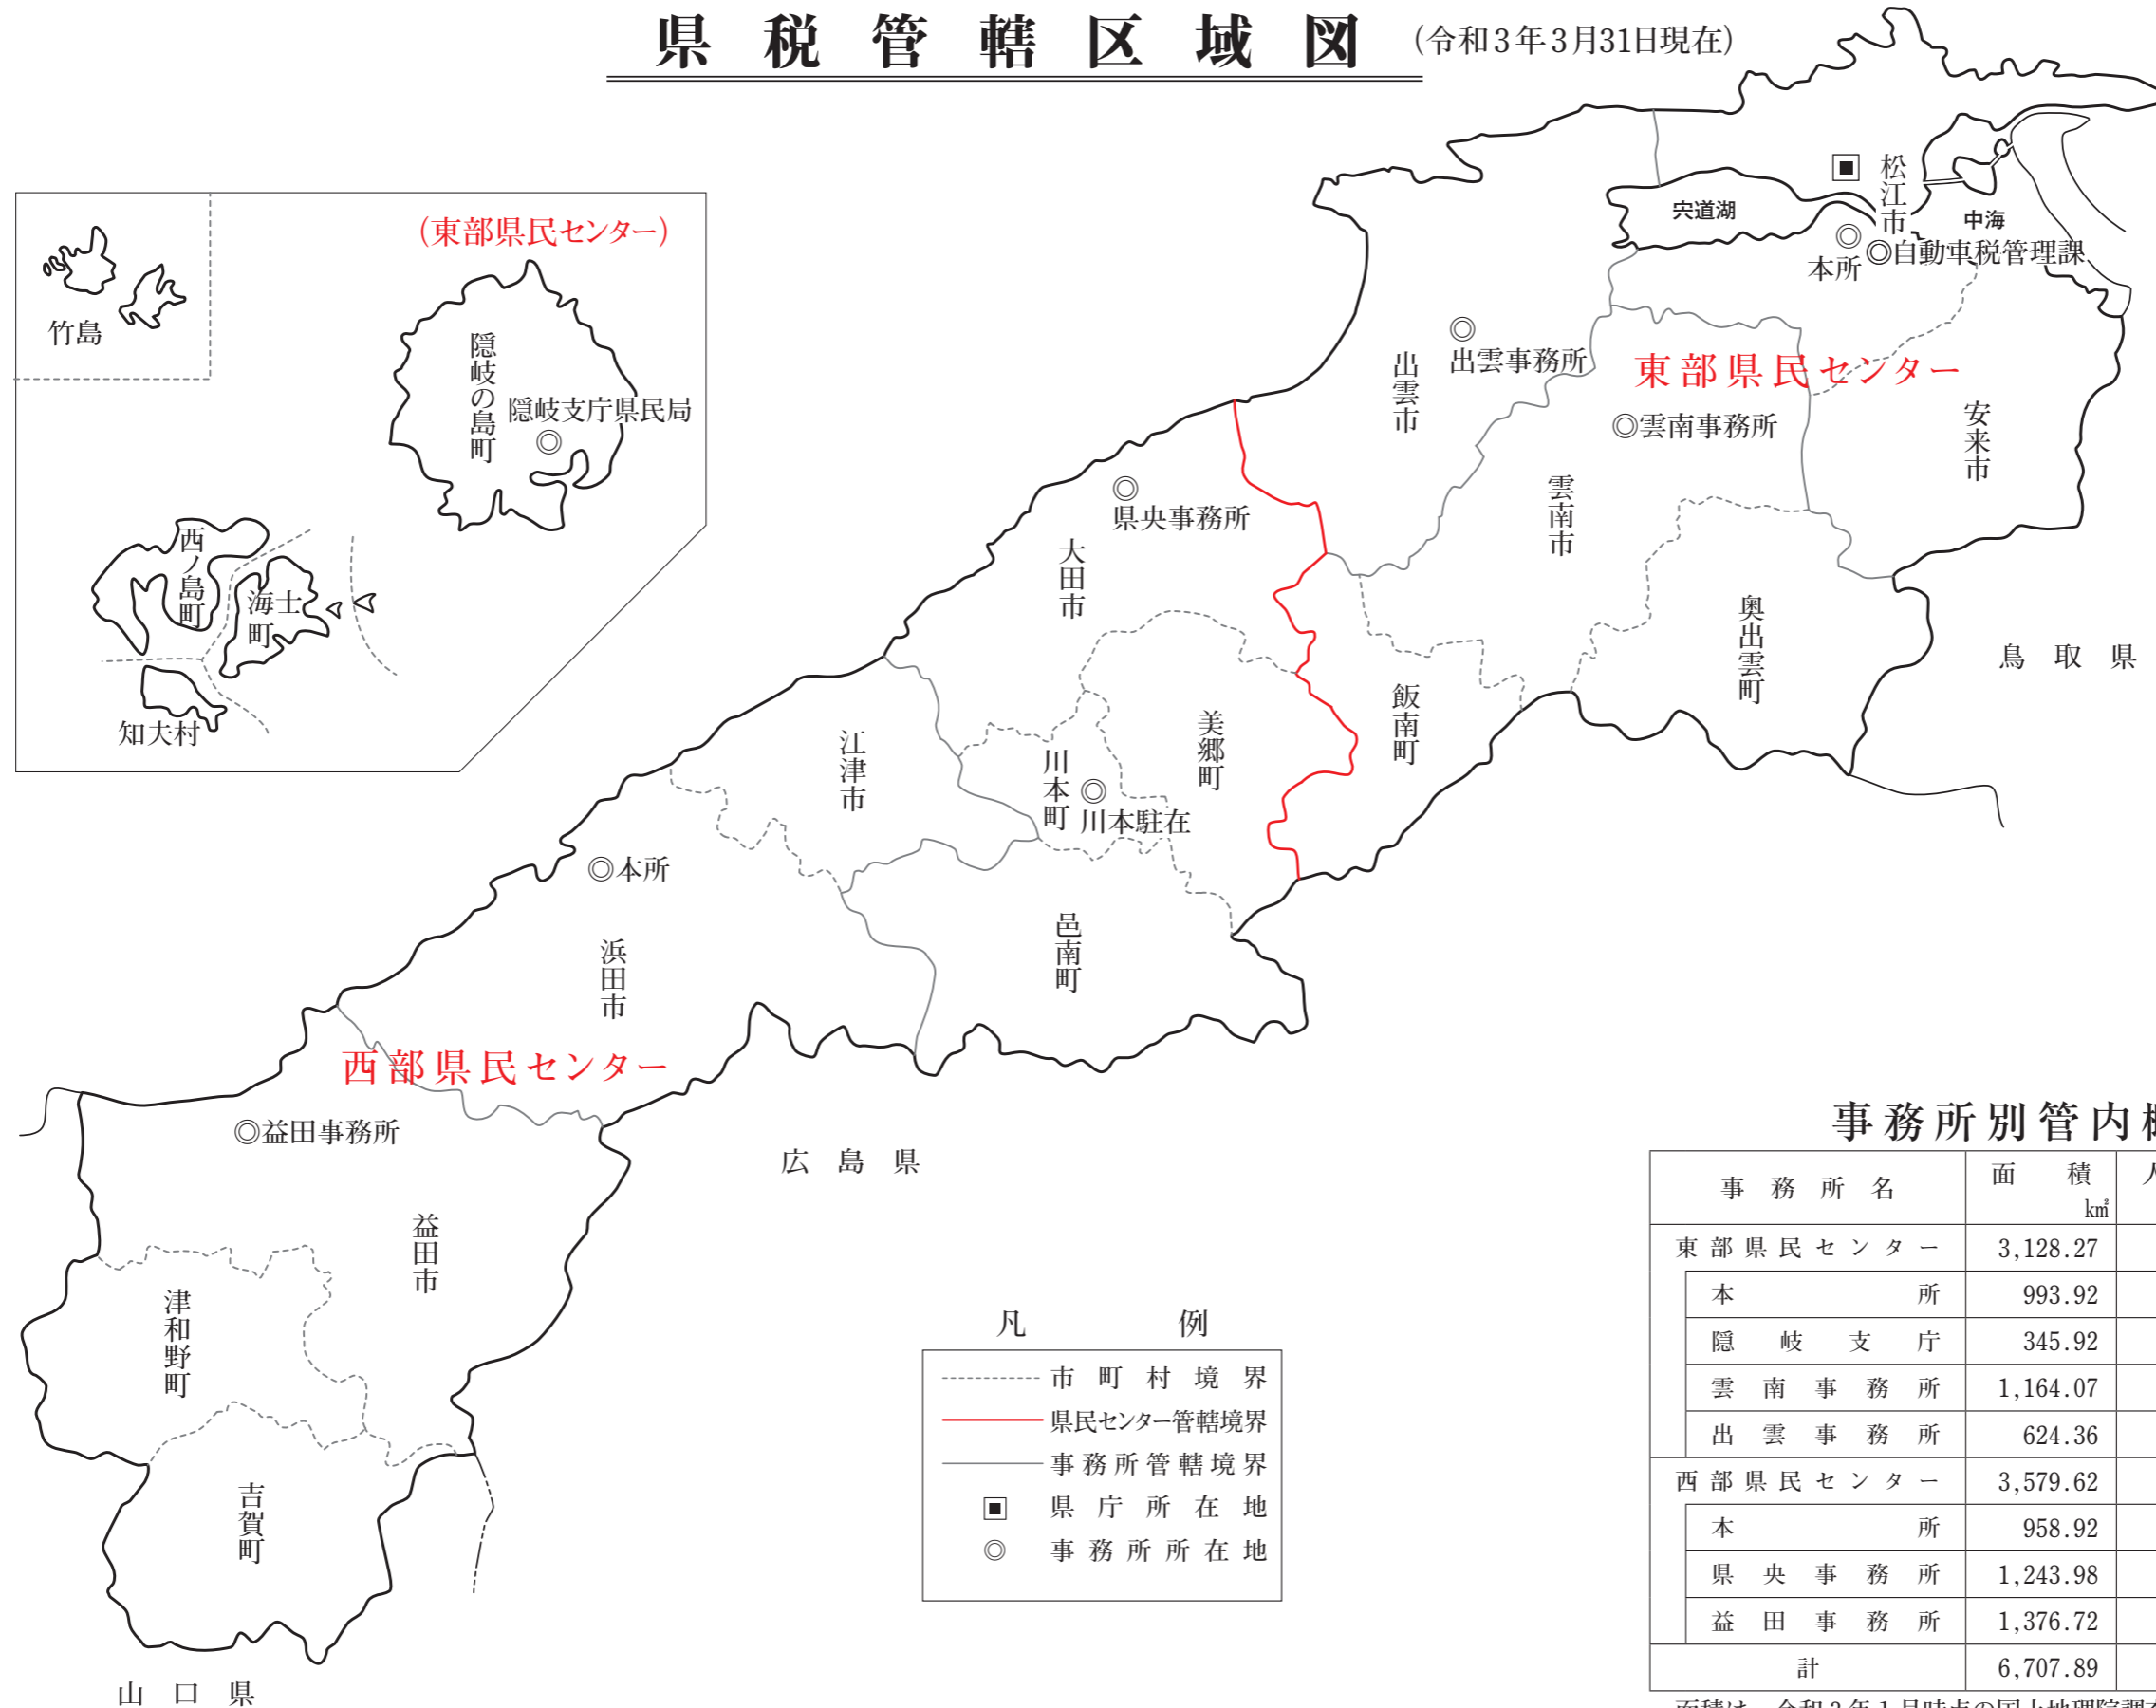 県税管轄区域図 (令和3年3月31日現在)
(東部県民センター)
竹島
隠岐の島町
隠岐支庁県民局
◎
西ノ島町
海士町
知夫村
松江市
宍道湖
中海
◎
本所
◎自動車税管理課
◎
出雲事務所
出雲市
東部県民センター
◎雲南事務所
安来市
雲南市
◎
県央事務所
大田市
奥出雲町
鳥取県
飯南町
美郷町
江津市
川本町
◎
川本駐在
◎本所
浜田市
邑南町
西部県民センター
◎益田事務所
広島県
益田市
津和野町
吉賀町
山口県
凡例
市町村境界
県民センター管轄境界
事務所管轄境界
県庁所在地
◎ 事務所所在地
事務所別管内
事務所名 面積 km²
東部県民センター 3,128.27
本所 993.92
隠岐支庁 345.92
雲南事務所 1,164.07
出雲事務所 624.36
西部県民センター 3,579.62
本所 958.92
県央事務所 1,243.98
益田事務所 1,376.72
計 6,707.89